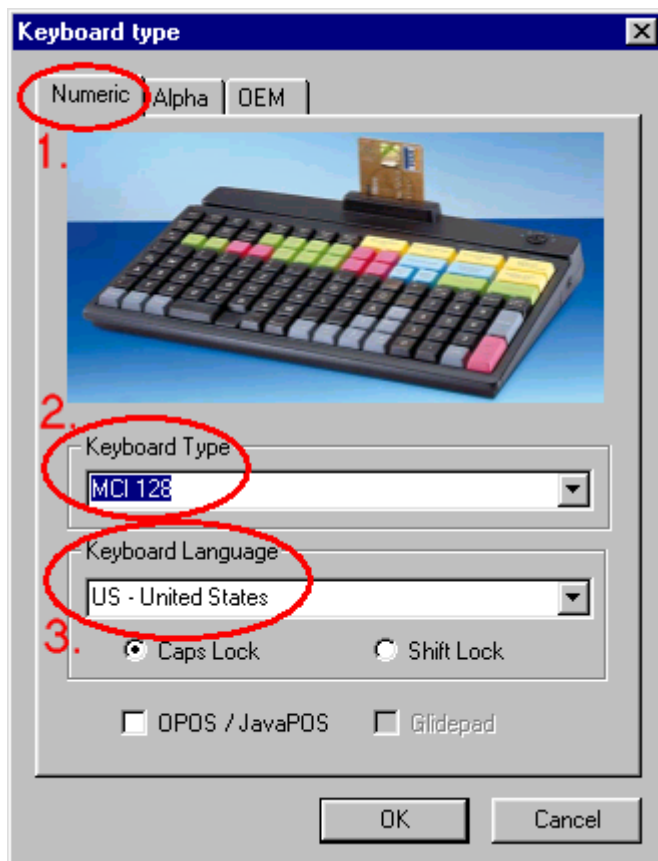 Keyboard type
Numeric Alpha OEM
1.
2.
Keyboard Type
MCI 128
Keyboard Language
US - United States
3.
Caps Lock Shift Lock
OPOS / JavaPOS Glidepad
OK Cancel